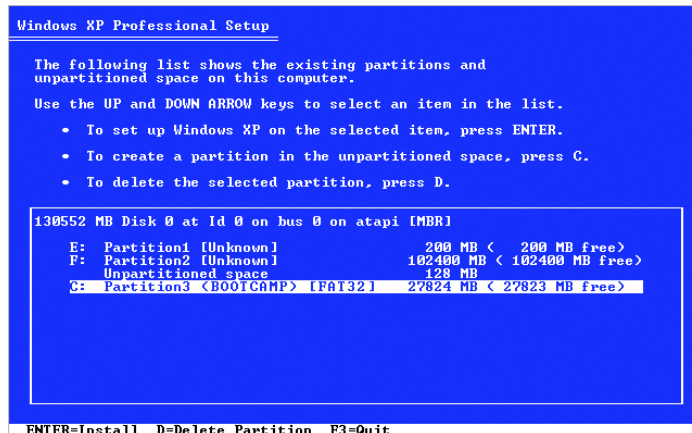 Windows XP Professional Setup
The following list shows the existing partitions and
unpartitioned space on this computer.
Use the UP and DOWN ARROW keys to select an item in the list.
• To set up Windows XP on the selected item, press ENTER.
• To create a partition in the unpartitioned space, press C.
• To delete the selected partition, press D.
130552 MB Disk 0 at Id 0 on bus 0 on atapi [MBR]
E: Partition1 [Unknown] 200 MB ( 200 MB free)
F: Partition2 [Unknown] 102400 MB ( 102400 MB free)
Unpartitioned space 128 MB
C: Partition3 (BOOTCAMP) [FAT32] 27824 MB ( 27823 MB free)
ENTER=Install D=Delete Partition F3=Quit